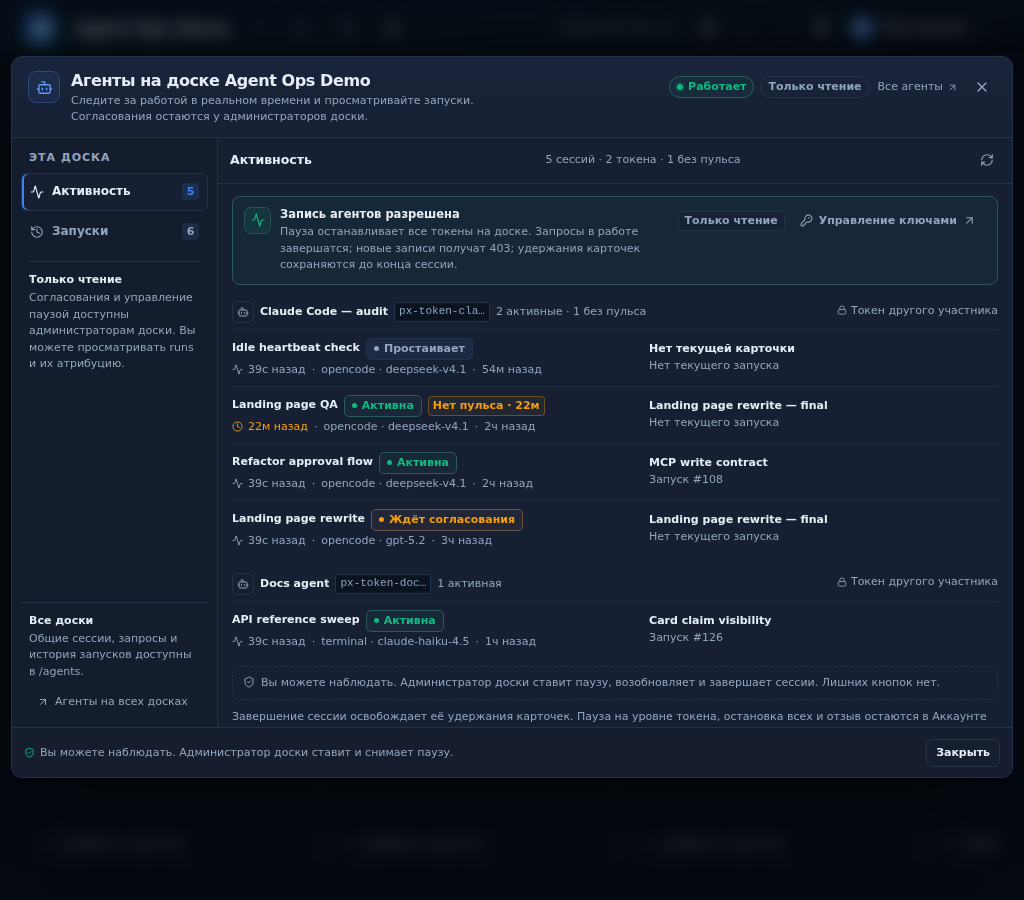 Агенты на доске Agent Ops Demo
Следите за работой в реальном времени и просматривайте запуски.
Согласования остаются у администраторов доски.
Работает
Только чтение
Все агенты
ЭТА ДОСКА
Активность 5
Запуски 6
Только чтение
Согласования и управление
паузой доступны
администраторам доски. Вы
можете просматривать runs
и их атрибуцию.
Все доски
Общие сессии, запросы и
история запусков доступны
в /agents.
Агенты на всех досках
Активность
5 сессий · 2 токена · 1 без пульса
Запись агентов разрешена
Пауза останавливает все токены на доске. Запросы в работе
завершатся; новые записи получат 403; удержания карточек
сохраняются до конца сессии.
Только чтение
Управление ключами
Claude Code — audit px-token-cla… 2 активные · 1 без пульса
Токен другого участника
Idle heartbeat check Простаивает
39с назад · opencode · deepseek-v4.1 · 54м назад
Нет текущей карточки
Нет текущего запуска
Landing page QA Активна Нет пульса · 22м
22м назад · opencode · deepseek-v4.1 · 2ч назад
Landing page rewrite — final
Нет текущего запуска
Refactor approval flow Активна
39с назад · opencode · deepseek-v4.1 · 2ч назад
MCP write contract
Запуск #108
Landing page rewrite Ждёт согласования
39с назад · opencode · gpt-5.2 · 3ч назад
Landing page rewrite — final
Нет текущего запуска
Docs agent px-token-doc… 1 активная
Токен другого участника
API reference sweep Активна
39с назад · terminal · claude-haiku-4.5 · 1ч назад
Card claim visibility
Запуск #126
Вы можете наблюдать. Администратор доски ставит паузу, возобновляет и завершает сессии. Лишних кнопок нет.
Завершение сессии освобождает её удержания карточек. Пауза на уровне токена, остановка всех и отзыв остаются в Аккаунте
Вы можете наблюдать. Администратор доски ставит и снимает паузу.
Закрыть